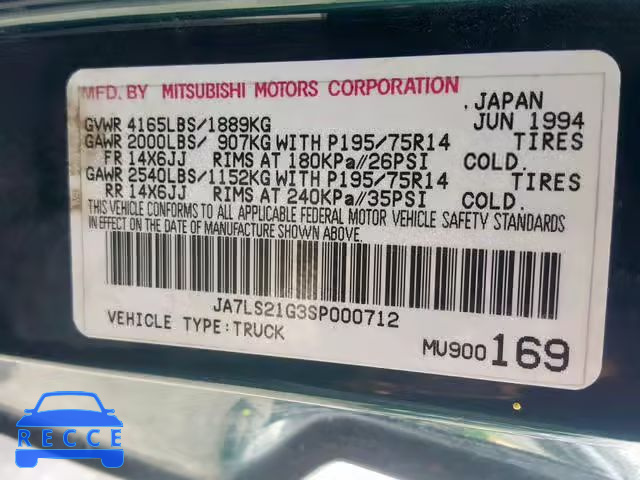 MFD. BY MITSUBISHI MOTORS CORPORATION
. JAPAN
GVWR 4165LBS/1889KG JUN 1994
GAWR 2000LBS/ 907KG WITH P195/75R14 TIRES
FR 14X6JJ RIMS AT 180KPa//26PSI COLD.
GAWR 2540LBS/1152KG WITH P195/75R14 TIRES
RR 14X6JJ RIMS AT 240KPa//35PSI COLD.
THIS VEHICLE CONFORMS TO ALL APPLICABLE FEDERAL MOTOR VEHICLE SAFETY STANDARDS
IN EFFECT ON THE DATE OF MANUFACTURE SHOWN ABOVE.
JA7LS21G3SP000712
VEHICLE TYPE:TRUCK
MU900169
RECCE